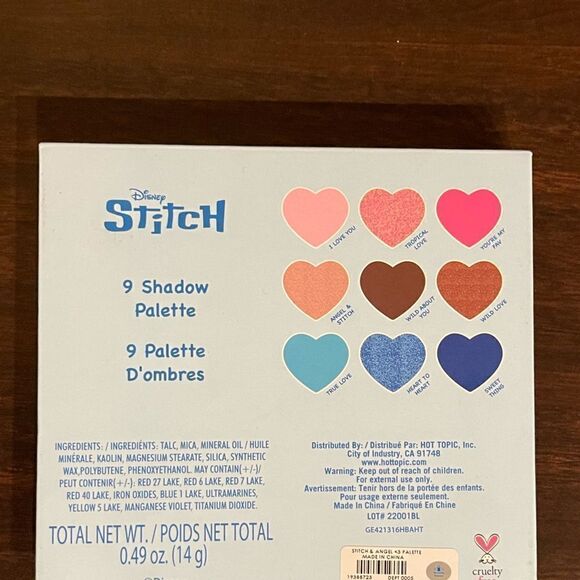 Disney
Stitch
9 Shadow
Palette
9 Palette
D'ombres
I LOVE YOU
TROPICAL
LOVE
YOU'RE MY
FAV
ANGEL &
STITCH
WILD ABOUT
YOU
WILD LOVE
TRUE LOVE
HEART TO
HEART
SWEET
THING
INGREDIENTS: / INGREDIÉNTS: TALC, MICA, MINERAL OIL / HUILE
MINÉRALE, KAOLIN, MAGNESIUM STEARATE, SILICA, SYNTHETIC
WAX,POLYBUTENE, PHENOXYETHANOL. MAY CONTAIN(+/-)/
PEUT CONTENIR(+/-): RED 27 LAKE, RED 6 LAKE, RED 7 LAKE,
RED 40 LAKE, IRON OXIDES, BLUE 1 LAKE, ULTRAMARINES,
YELLOW 5 LAKE, MANGANESE VIOLET, TITANIUM DIOXIDE.
TOTAL NET WT. / POIDS NET TOTAL
0.49 oz. (14 g)
Distributed By: / Distribué Par: HOT TOPIC, Inc.
City of Industry, CA 91748
www.hottopic.com
Warning: Keep out of reach of children.
For external use only.
Avertissement: Tenir hors de la portée des enfants.
Pour usage externe seulement.
Made in China / Fabriqué En Chine
LOT# 22001BL
GE421316HBAHT
STITCH & ANGEL <3 PALETTE
MADE IN CHINA
19388723 DEPT 0005
cruelty